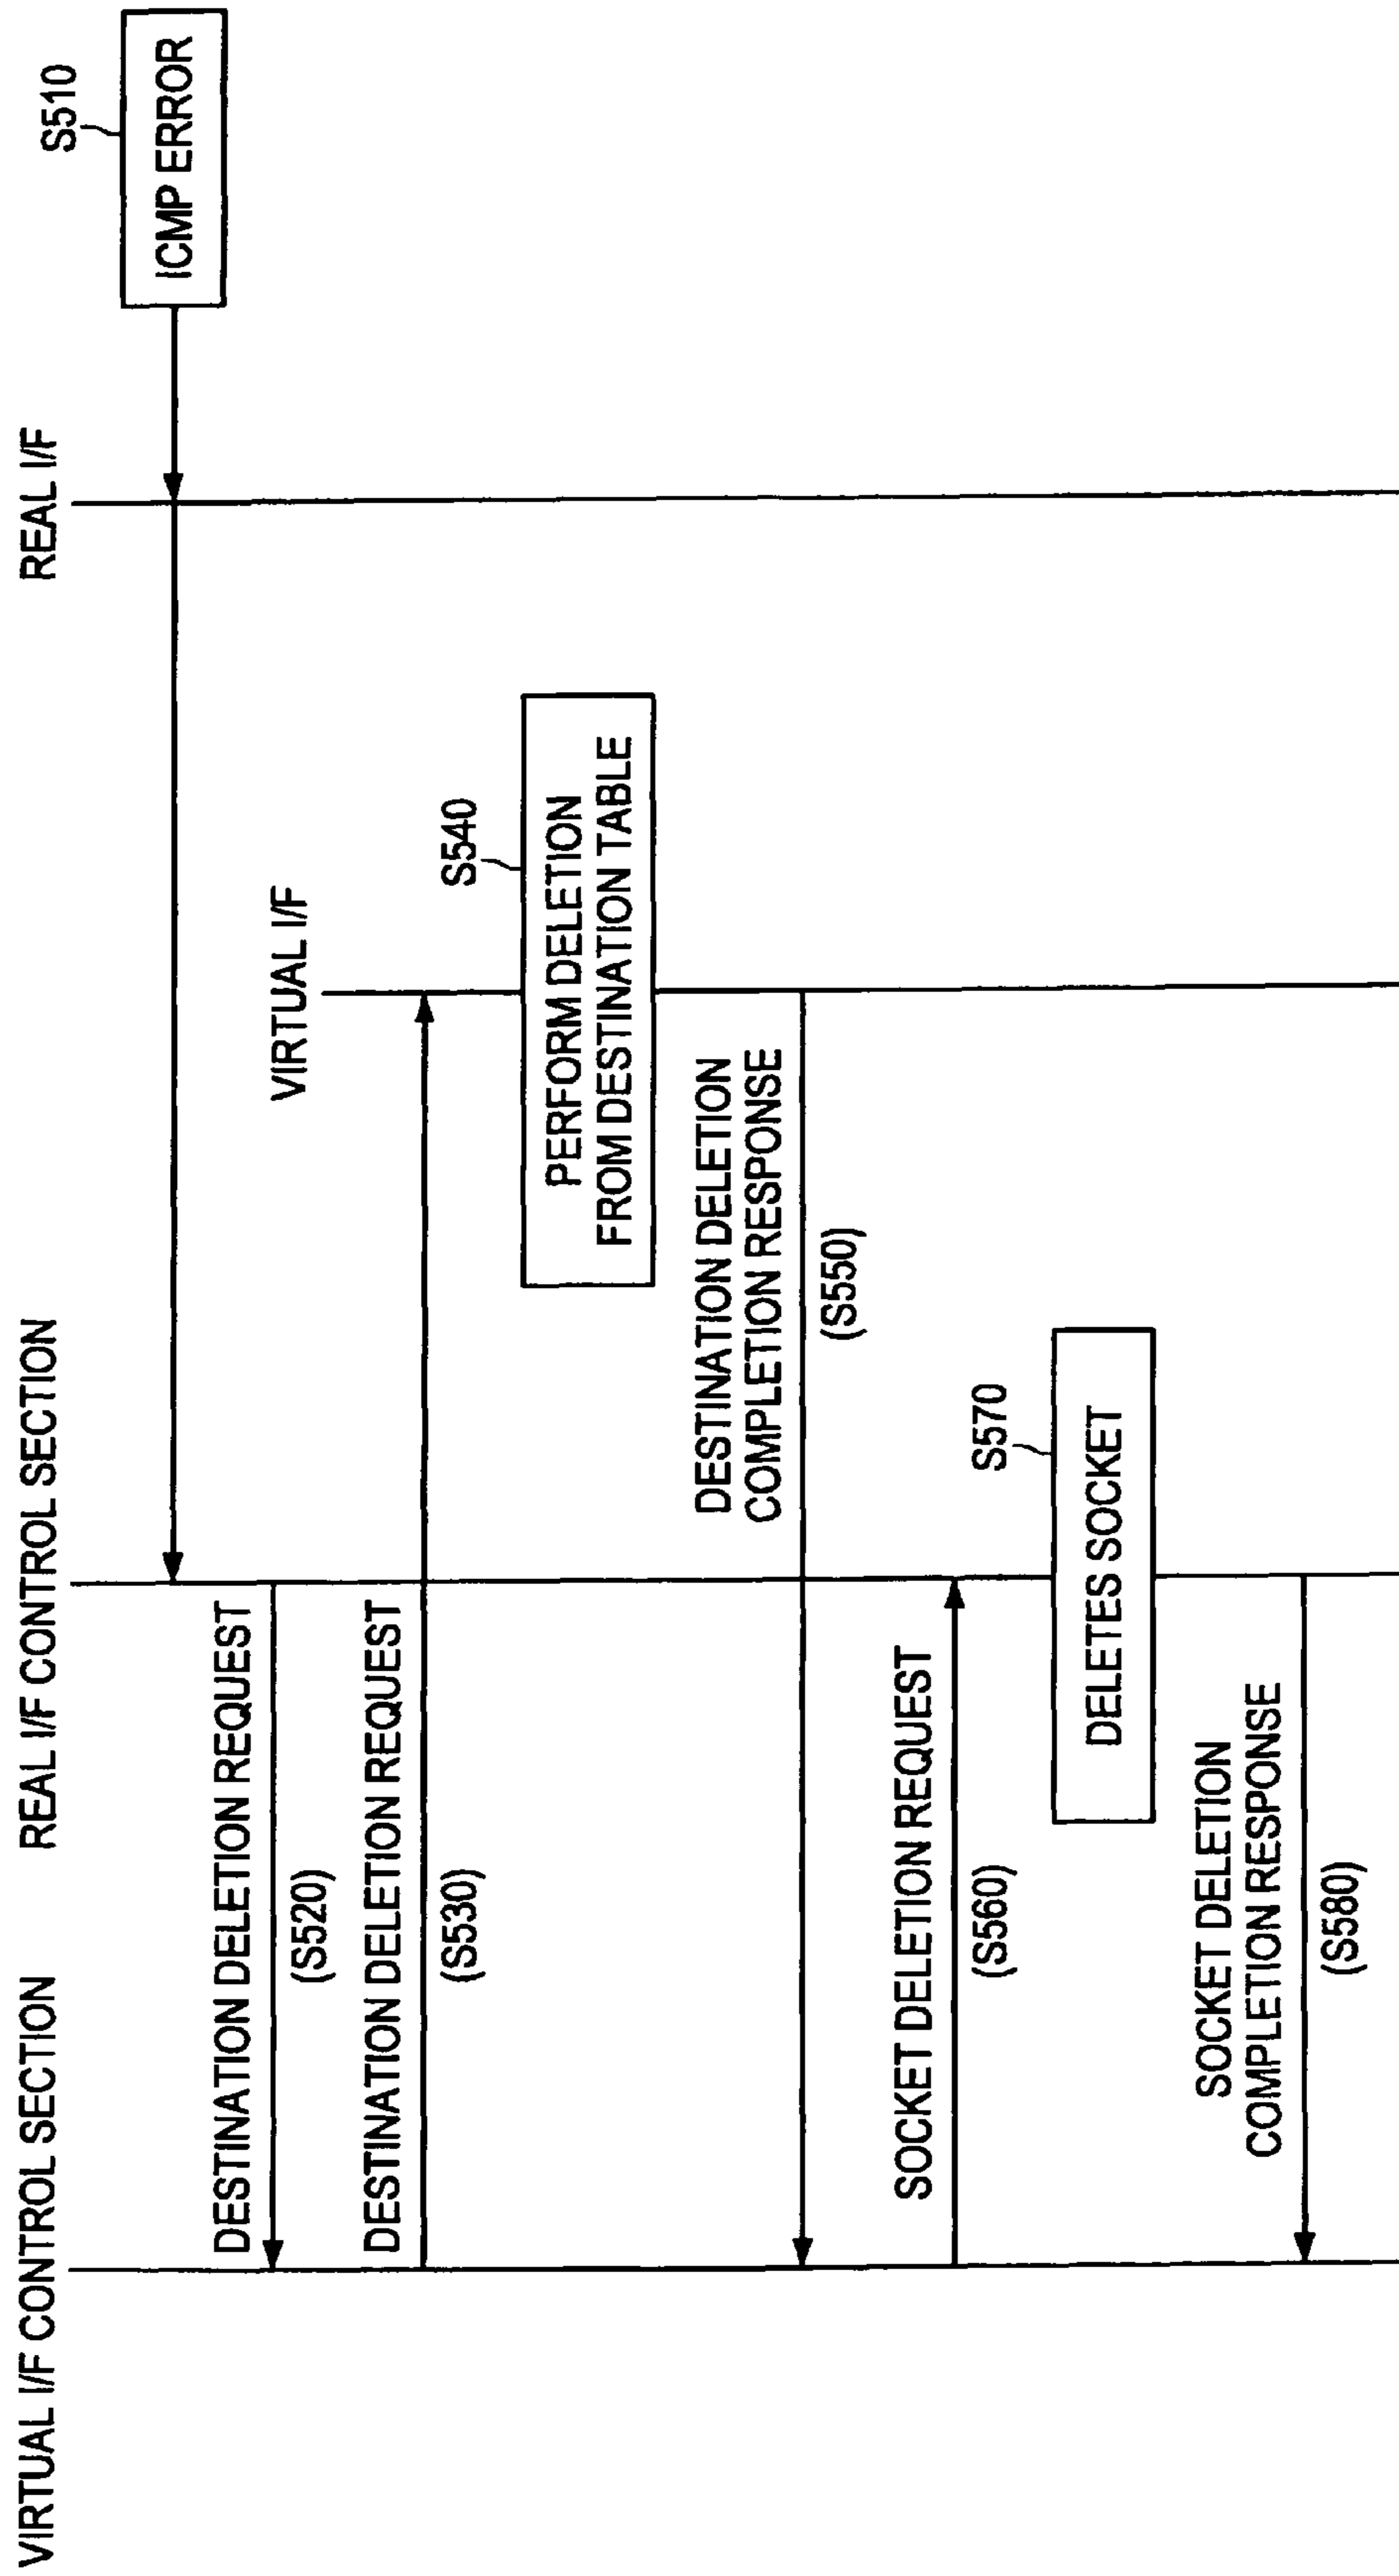 VIRTUAL I/F CONTROL SECTION
REAL I/F CONTROL SECTION
REAL I/F
S510
ICMP ERROR
DESTINATION DELETION REQUEST
(S520)
VIRTUAL I/F
DESTINATION DELETION REQUEST
(S530)
S540
PERFORM DELETION
FROM DESTINATION TABLE
DESTINATION DELETION
COMPLETION RESPONSE
(S550)
SOCKET DELETION REQUEST
(S560)
S570
DELETES SOCKET
SOCKET DELETION
COMPLETION RESPONSE
(S580)